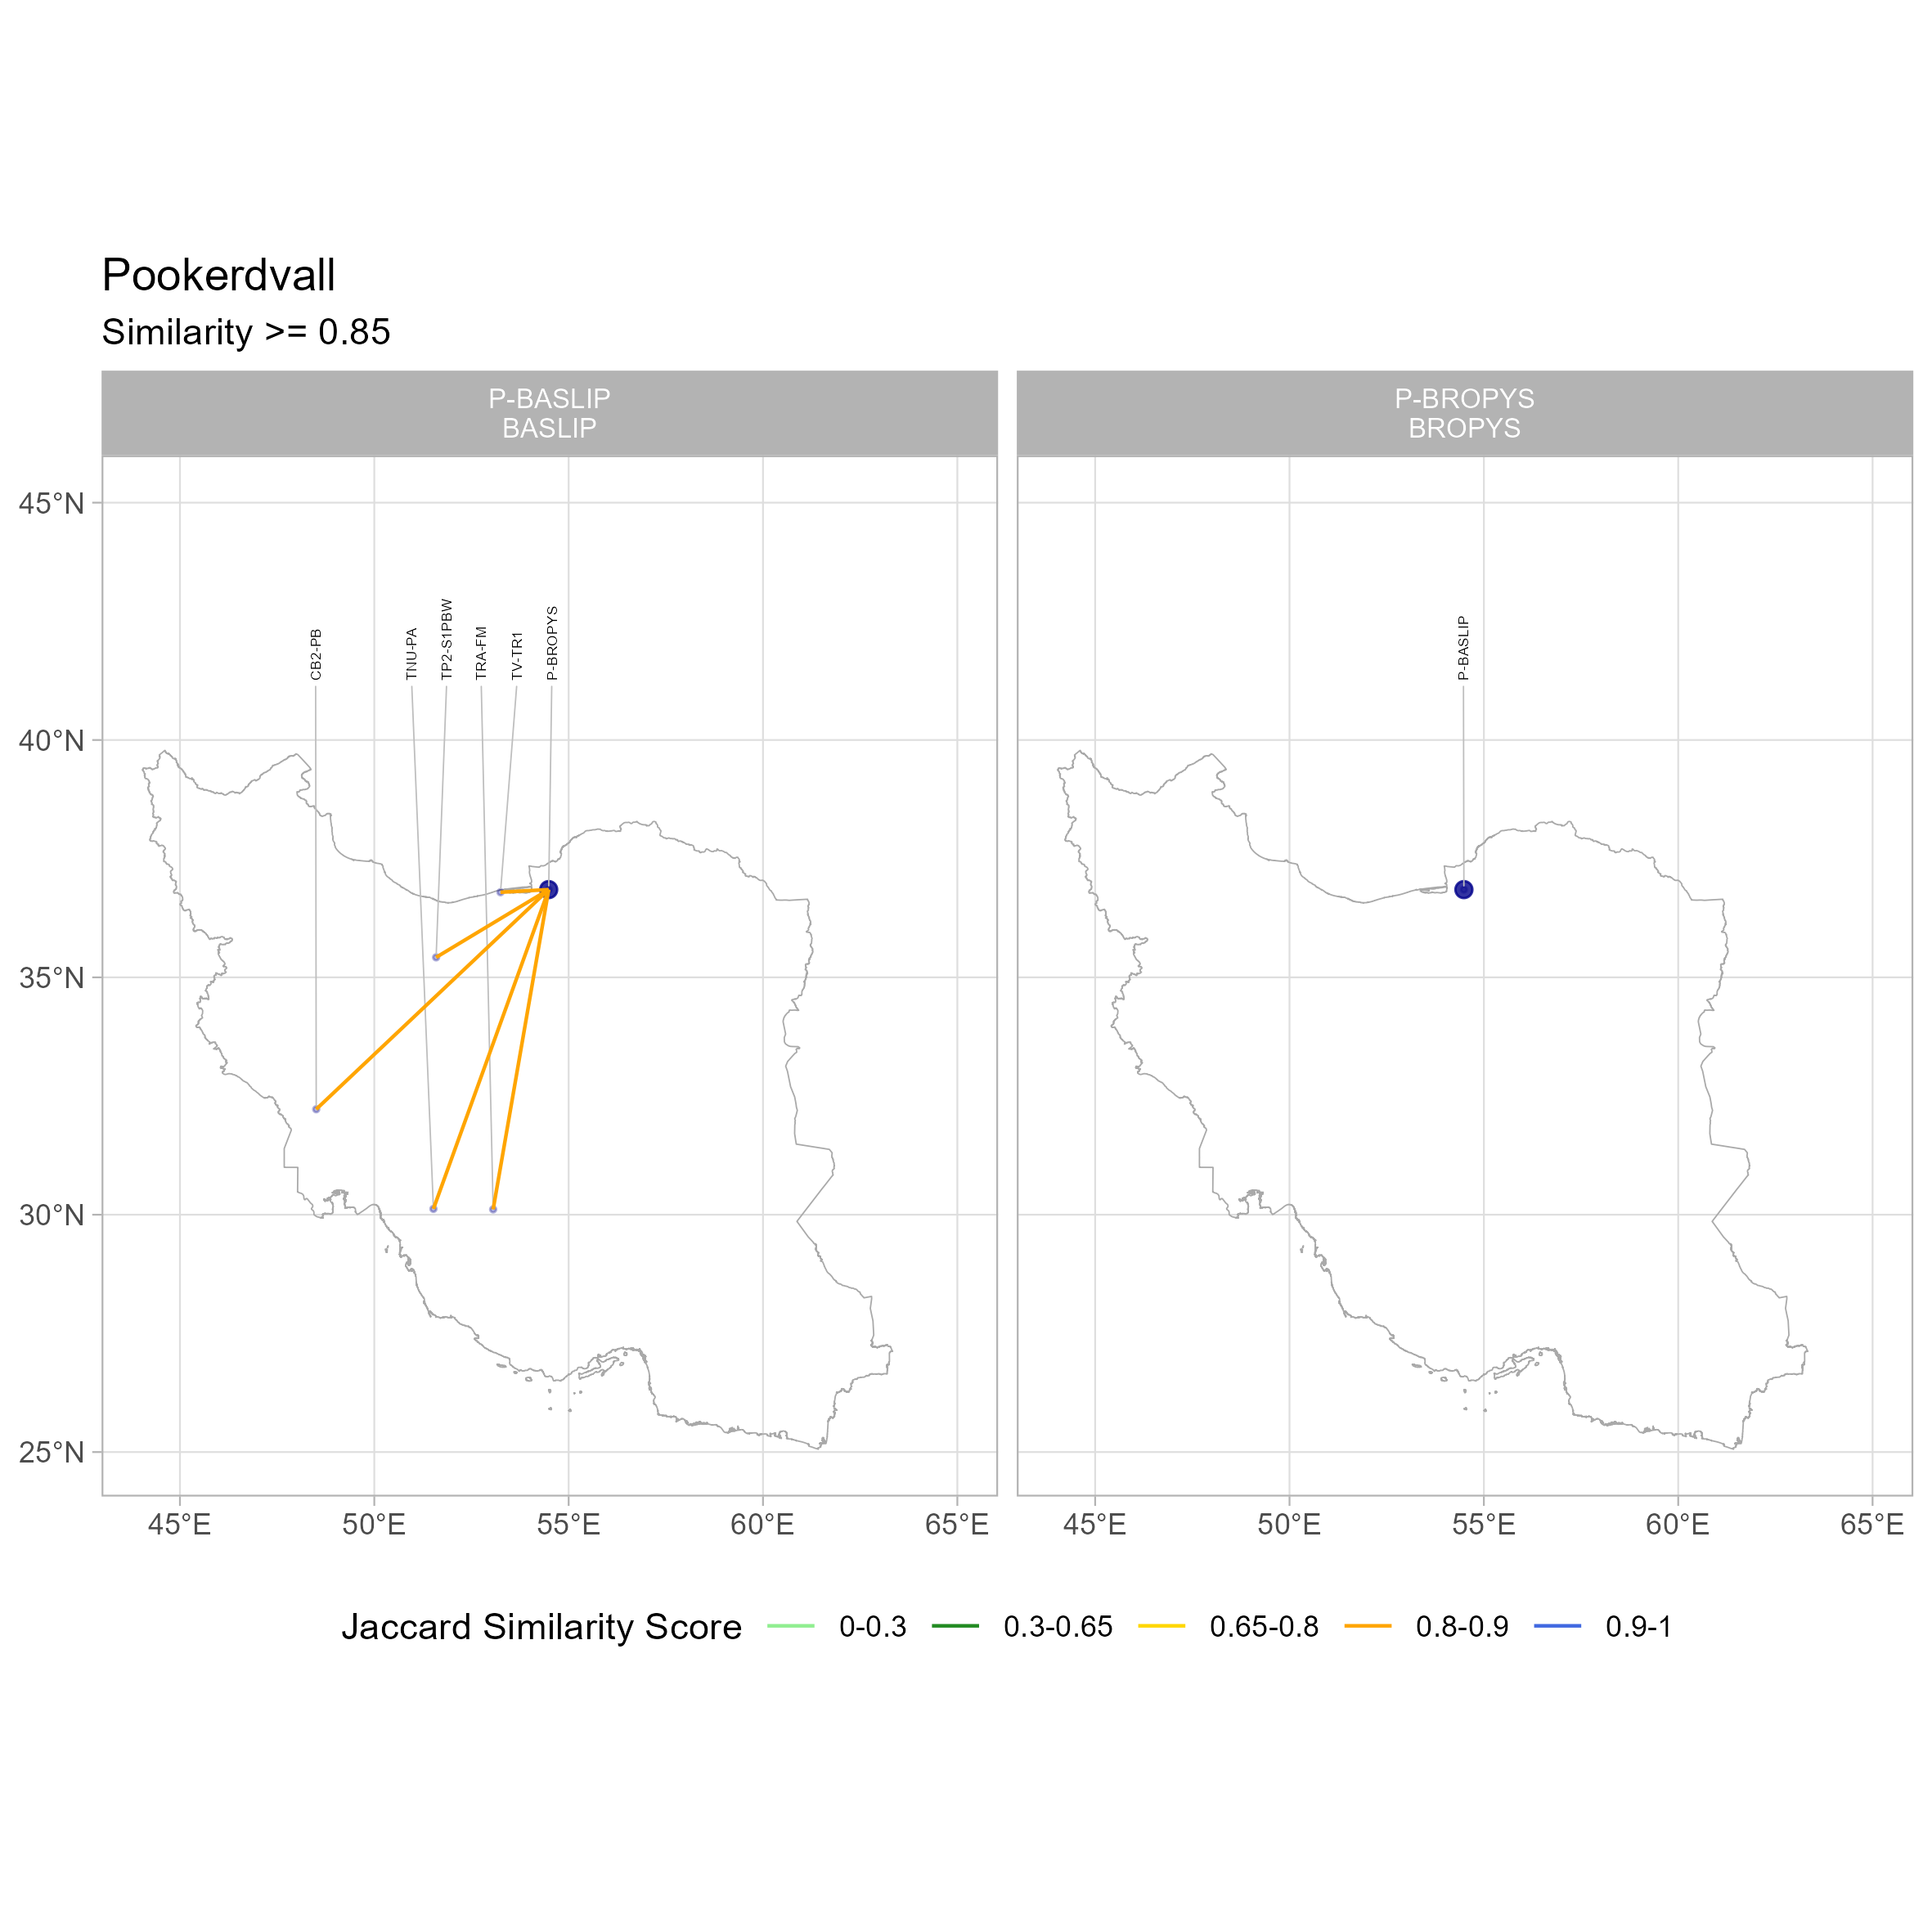 Pookerdvall
Similarity >= 0.85
P-BASLIP
BASLIP
P-BROPYS
BROPYS
45°N
40°N
35°N
30°N
25°N
CB2-PB
TNU-PA
TP2-S1PBW
TRA-FM
TV-TR1
P-BROPYS
P-BASLIP
45°E 50°E 55°E 60°E 65°E
45°E 50°E 55°E 60°E 65°E
Jaccard Similarity Score 0-0.3 0.3-0.65 0.65-0.8 0.8-0.9 0.9-1